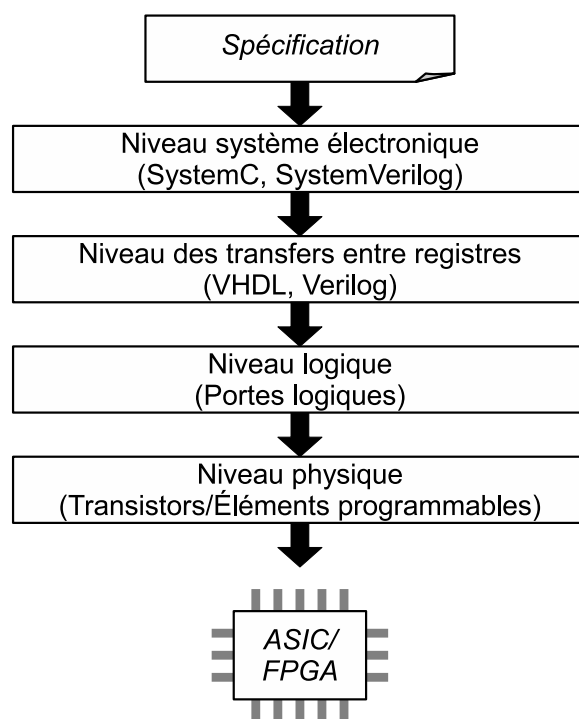 Spécification
Niveau système électronique
(SystemC, SystemVerilog)
Niveau des transfers entre registres
(VHDL, Verilog)
Niveau logique
(Portes logiques)
Niveau physique
(Transistors/Éléments programmables)
ASIC/
FPGA